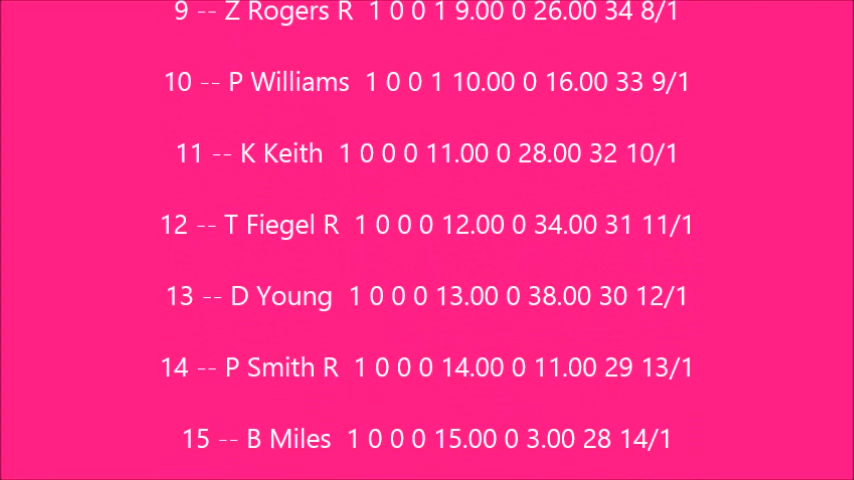 9 -- Z Rogers R 1 0 0 1 9.00 0 26.00 34 8/1
10 -- P Williams 1 0 0 1 10.00 0 16.00 33 9/1
11 -- K Keith 1 0 0 0 11.00 0 28.00 32 10/1
12 -- T Fiegel R 1 0 0 0 12.00 0 34.00 31 11/1
13 -- D Young 1 0 0 0 13.00 0 38.00 30 12/1
14 -- P Smith R 1 0 0 0 14.00 0 11.00 29 13/1
15 -- B Miles 1 0 0 0 15.00 0 3.00 28 14/1